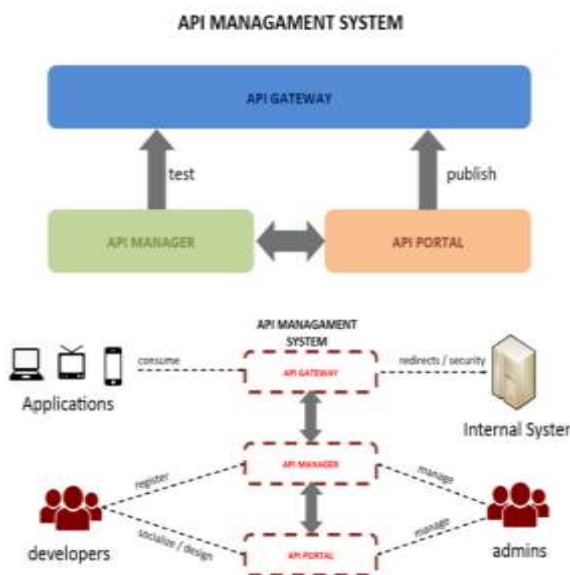 API MANAGAMENT SYSTEM
API GATEWAY
test
publish
API MANAGER
API PORTAL
API MANAGAMENT
SYSTEM
consume
API GATEWAY
redirects / security
Applications
Internal System
register
API MANAGER
manage
developers
socialize / design
API PORTAL
manage
admins